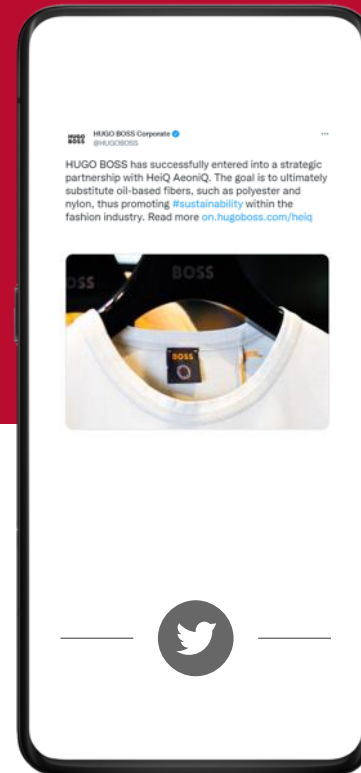 HUGO BOSS
HUGO BOSS Corporate
@HUGOBOSS
HUGO BOSS has successfully entered into a strategic
partnership with HeiQ AeoniQ. The goal is to ultimately
substitute oil-based fibers, such as polyester and
nylon, thus promoting #sustainability within the
fashion industry. Read more on.hugoboss.com/heiq
BOSS
BOSS